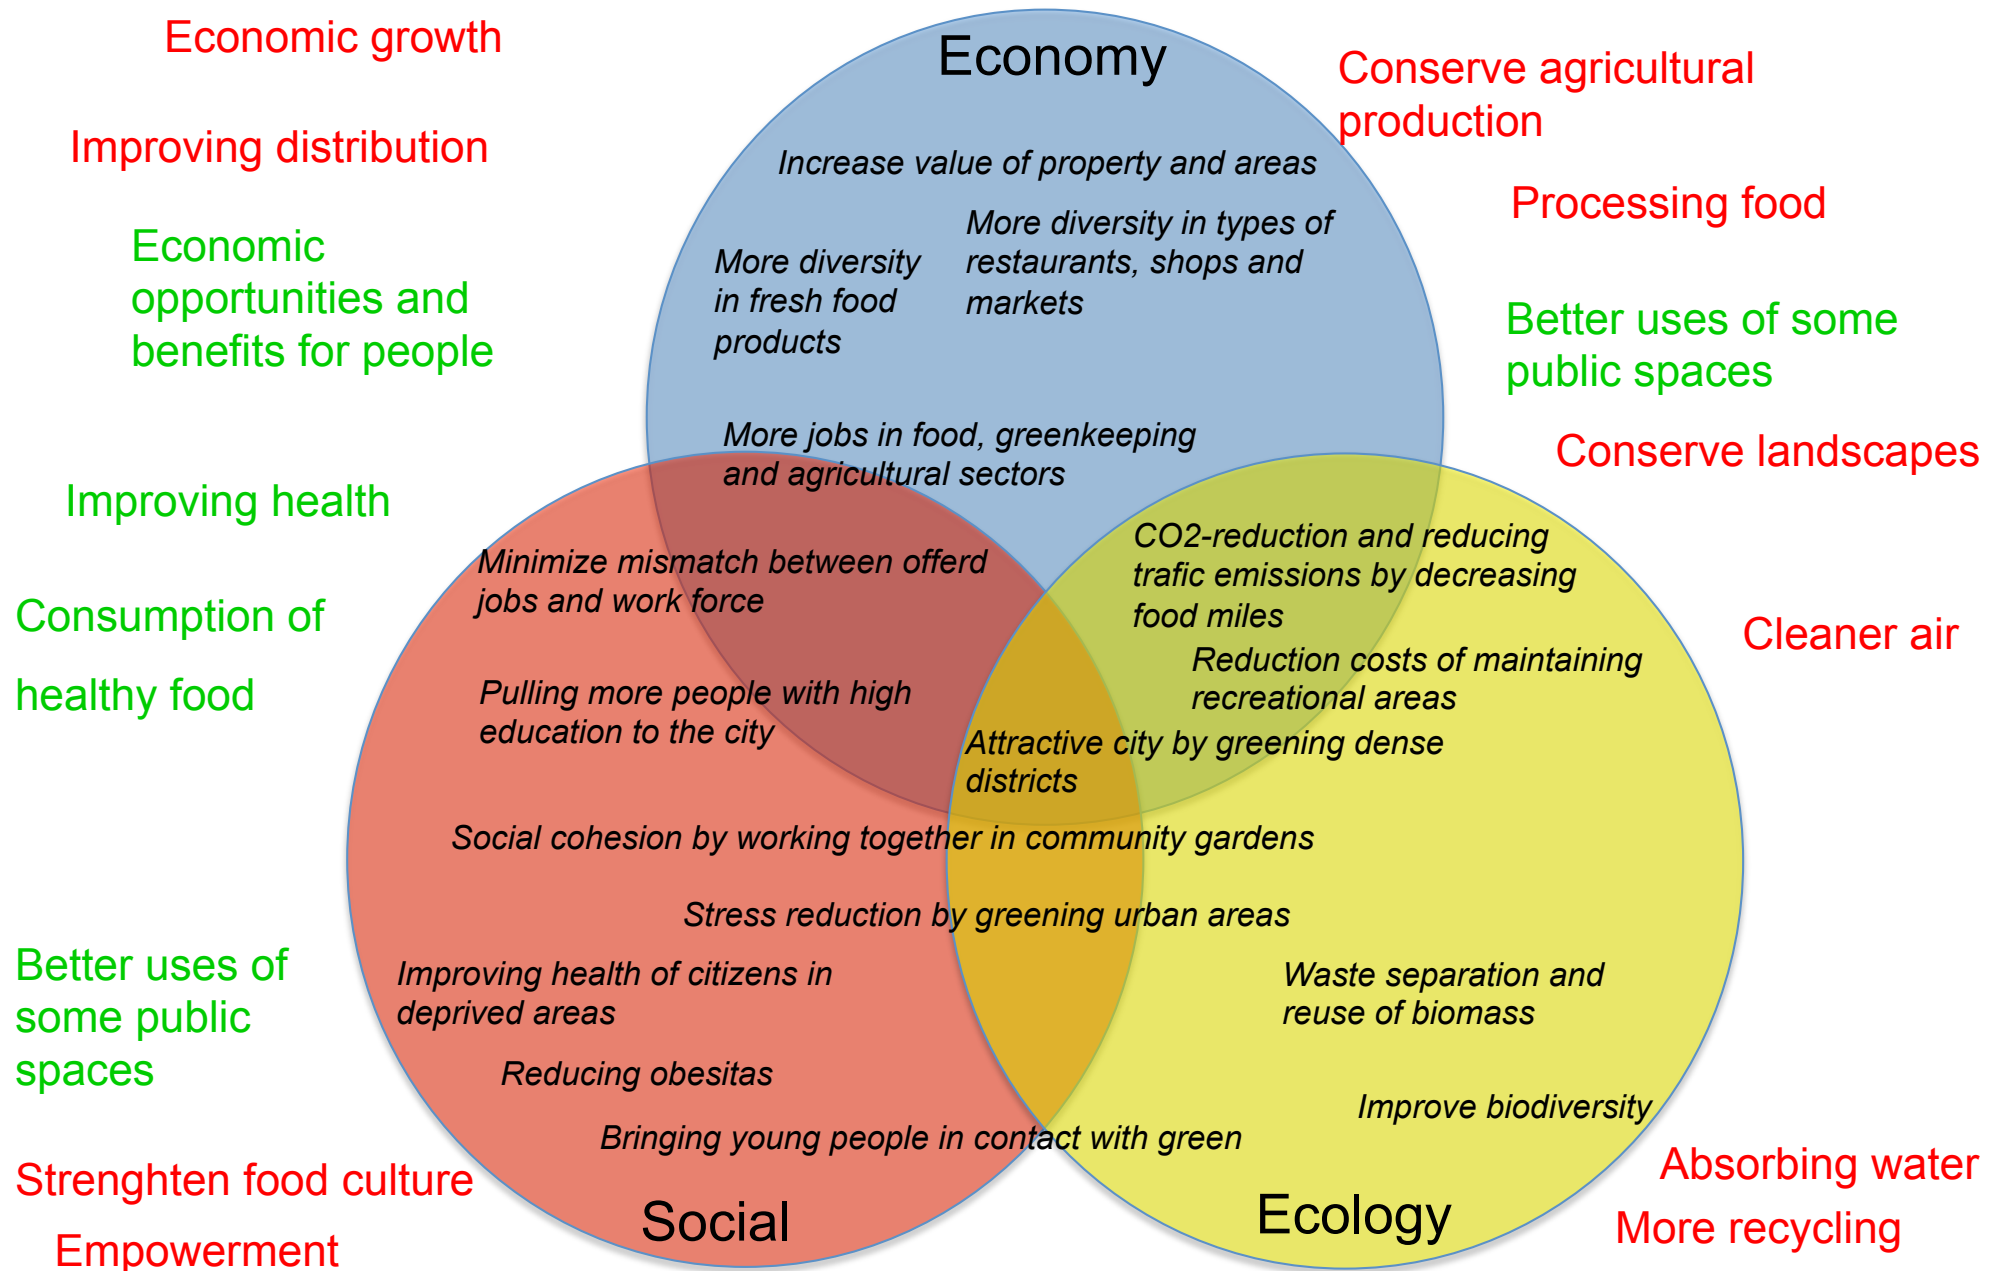 Economic growth
Improving distribution
Economic
opportunities and
benefits for people
Improving health
Consumption of
healthy food
Better uses of
some public
spaces
Strenghten food culture
Empowerment
Economy
Increase value of property and areas
More diversity
in fresh food
products
More diversity in types of
restaurants, shops and
markets
More jobs in food, greenkeeping
and agricultural sectors
Minimize mismatch between offerd
jobs and work force
Pulling more people with high
education to the city
CO2-reduction and reducing
trafic emissions by decreasing
food miles
Reduction costs of maintaining
recreational areas
Attractive city by greening dense
districts
Social cohesion by working together in community gardens
Stress reduction by greening urban areas
Improving health of citizens in
deprived areas
Reducing obesitas
Bringing young people in contact with green
Social
Waste separation and
reuse of biomass
Improve biodiversity
Ecology
Conserve agricultural
production
Processing food
Better uses of some
public spaces
Conserve landscapes
Cleaner air
Absorbing water
More recycling